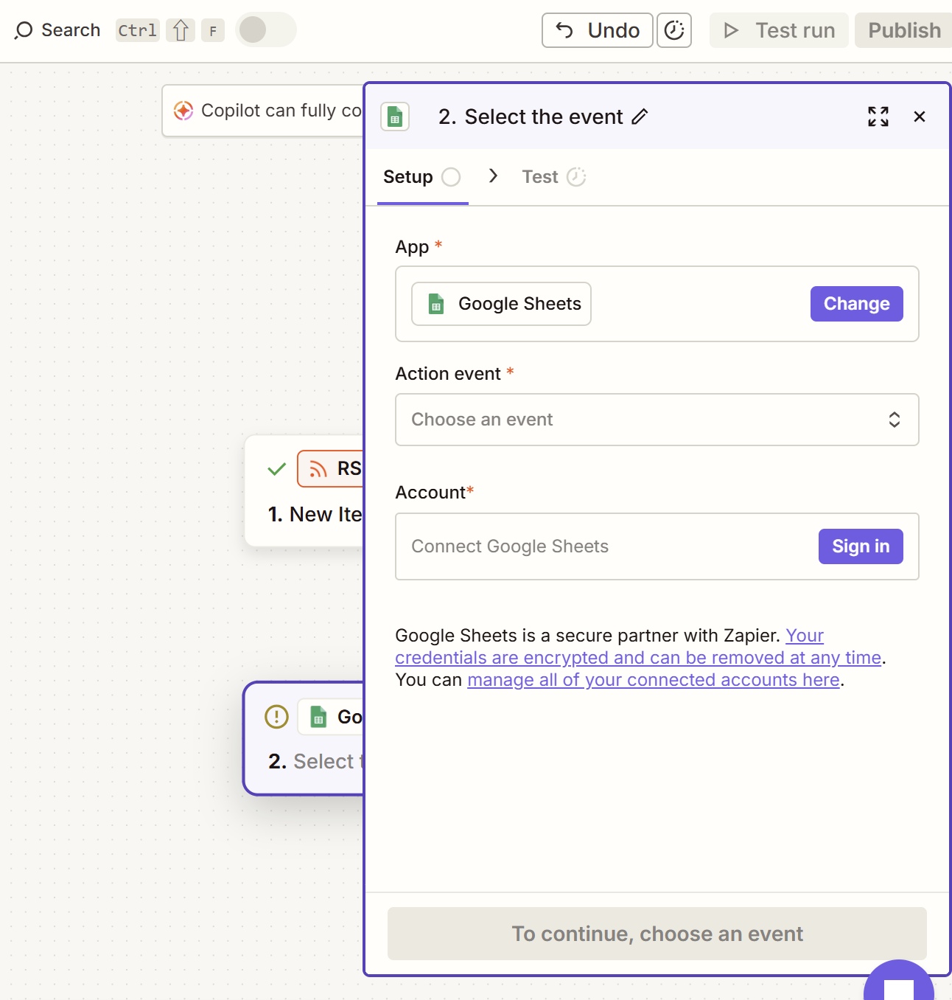 Search Ctrl F
Undo
Test run
Publish
Copilot can fully co
2. Select the event
Setup
Test
App *
Google Sheets
Change
Action event *
Choose an event
Account*
Connect Google Sheets
Sign in
Google Sheets is a secure partner with Zapier. Your
credentials are encrypted and can be removed at any time.
You can manage all of your connected accounts here.
To continue, choose an event
RS
1. New Ite
Go
2. Select t